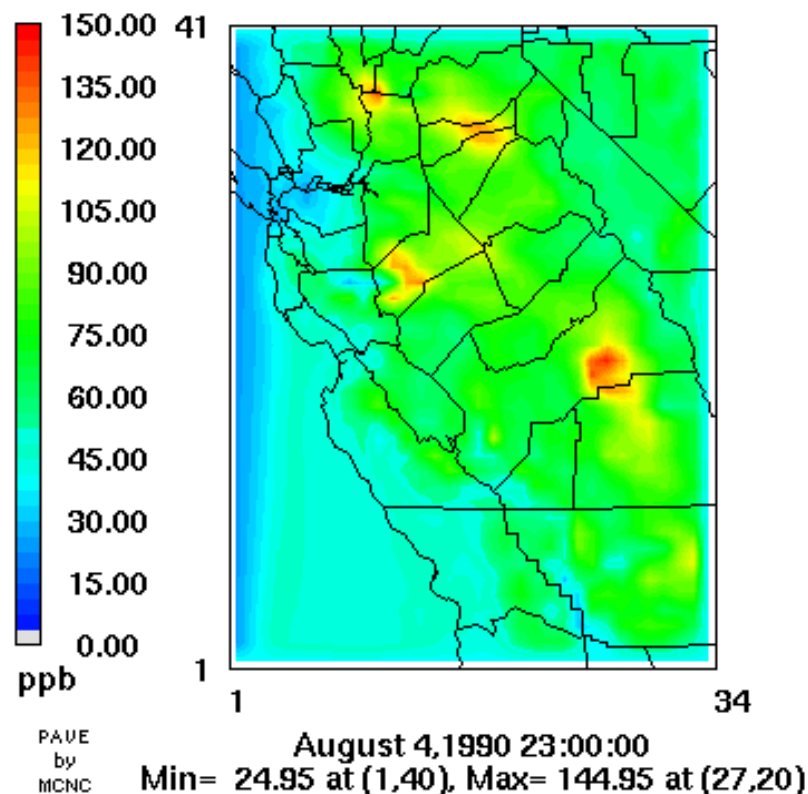 150.00
135.00
120.00
105.00
90.00
75.00
60.00
45.00
30.00
15.00
0.00
ppb
41
1
1
34
PAVE
by
MCNC
August 4,1990 23:00:00
Min= 24.95 at (1,40), Max= 144.95 at (27,20)